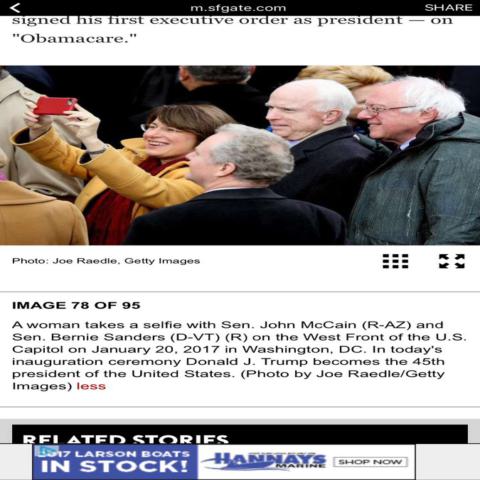 m.sfgate.com SHARE
signed his first executive order as president — on
"Obamacare."
Photo: Joe Raedle, Getty Images
IMAGE 78 OF 95
A woman takes a selfie with Sen. John McCain (R-AZ) and
Sen. Bernie Sanders (D-VT) (R) on the West Front of the U.S.
Capitol on January 20, 2017 in Washington, DC. In today's
inauguration ceremony Donald J. Trump becomes the 45th
president of the United States. (Photo by Joe Raedle/Getty
Images) less
RELATED STORIES
2017 LARSON BOATS
IN STOCK!
HANNAYS
MARINE
SHOP NOW